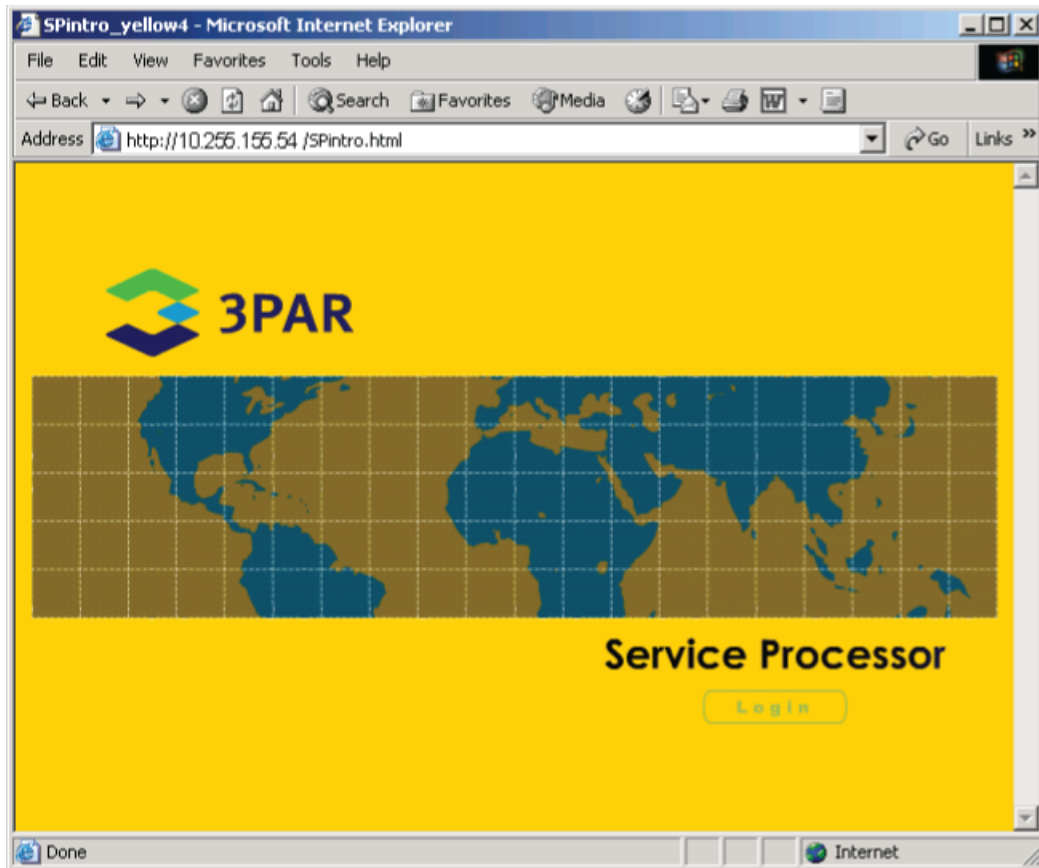 SPintro_yellow4 - Microsoft Internet Explorer
File Edit View Favorites Tools Help
Back Search Favorites Media
Address http://10.255.155.54 /SPintro.html Go Links »
3PAR
Service Processor
Login
Done Internet